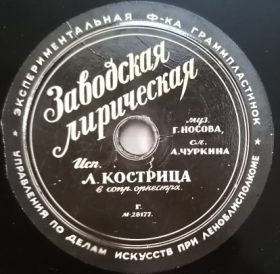 ЭКСПЕРИМЕНТАЛЬНАЯ Ф-КА ГРАММПЛАСТИНОК
УПРАВЛЕНИЯ ПО ДЕЛАМ ИСКУССТВ ПРИ ЛЕНОБЛИСПОЛКОМЕ
Заводская
лирическая
муз.
Г. НОСОВА,
сл.
А. ЧУРКИНА
Исп.
Л. КОСТРИЦА
в сопр. оркестра.
Г.
М-28177.